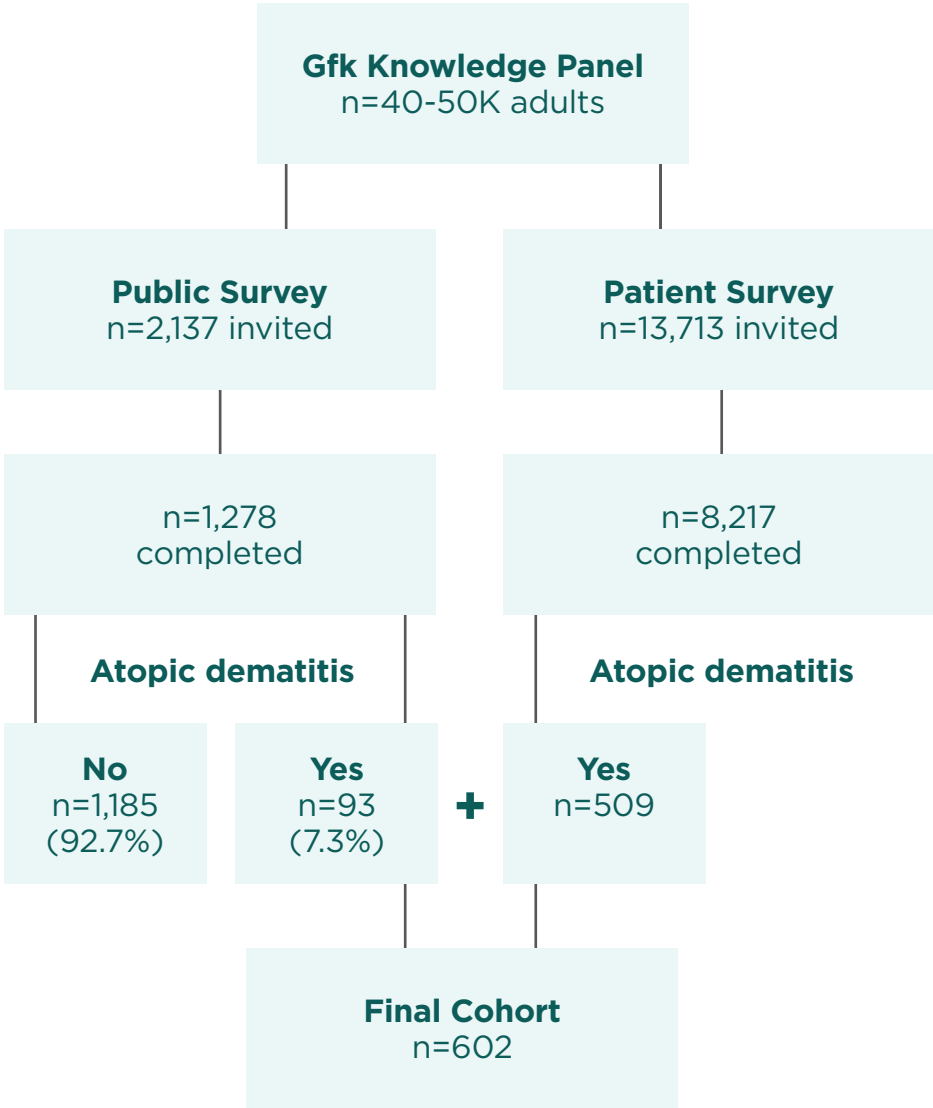 Gfk Knowledge Panel
n=40-50K adults
Public Survey
n=2,137 invited
Patient Survey
n=13,713 invited
n=1,278
completed
n=8,217
completed
Atopic dematitis
Atopic dematitis
No
n=1,185
(92.7%)
Yes
n=93
(7.3%)
+
Yes
n=509
Final Cohort
n=602